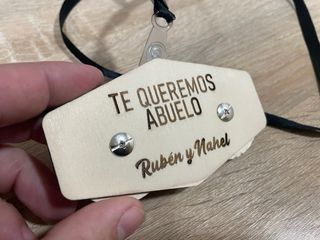 TE QUEREMOS
ABUELO
Rubén y Nahel